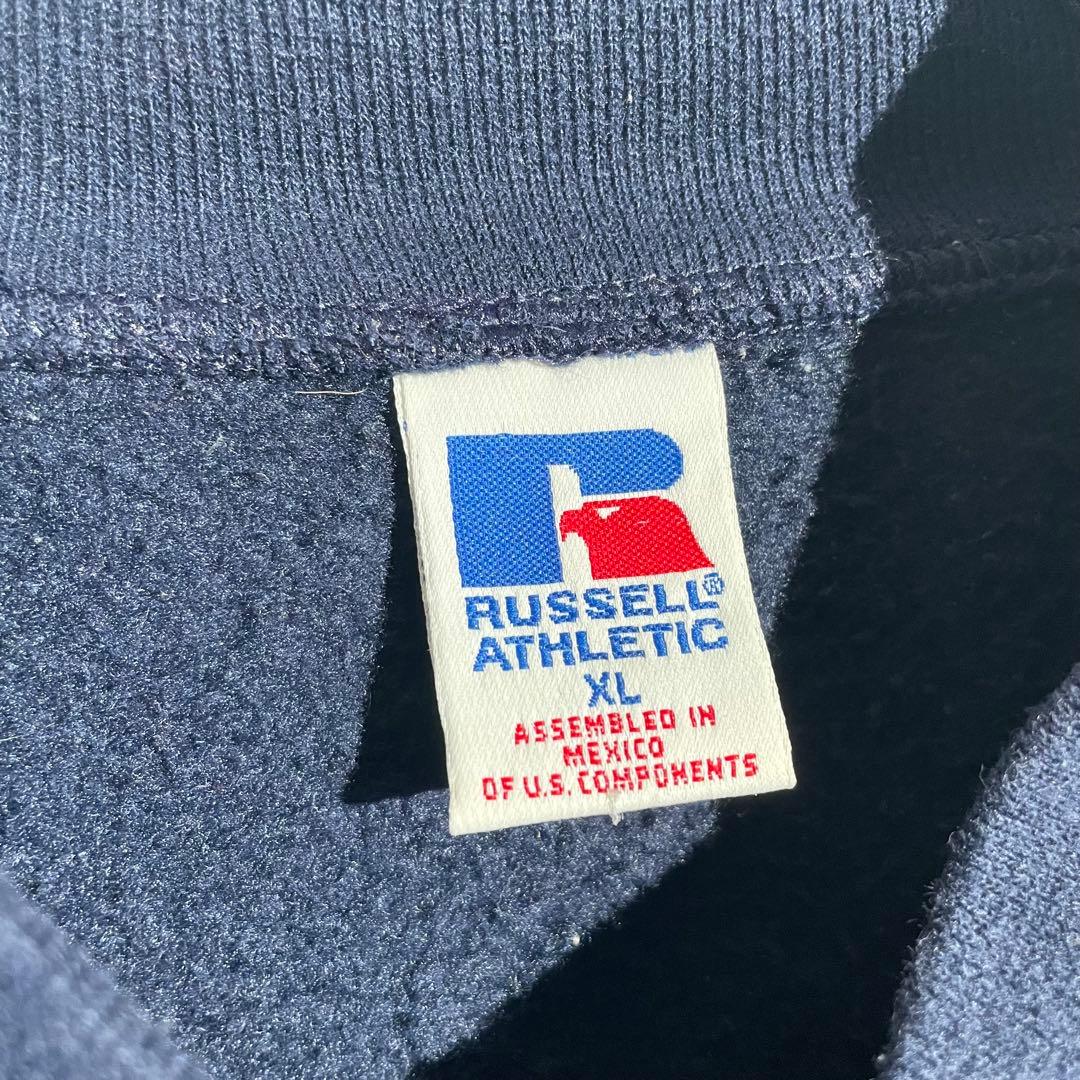 R
RUSSELL®
ATHLETIC
XL
ASSEMBLED IN
MEXICO
OF U.S. COMPONENTS